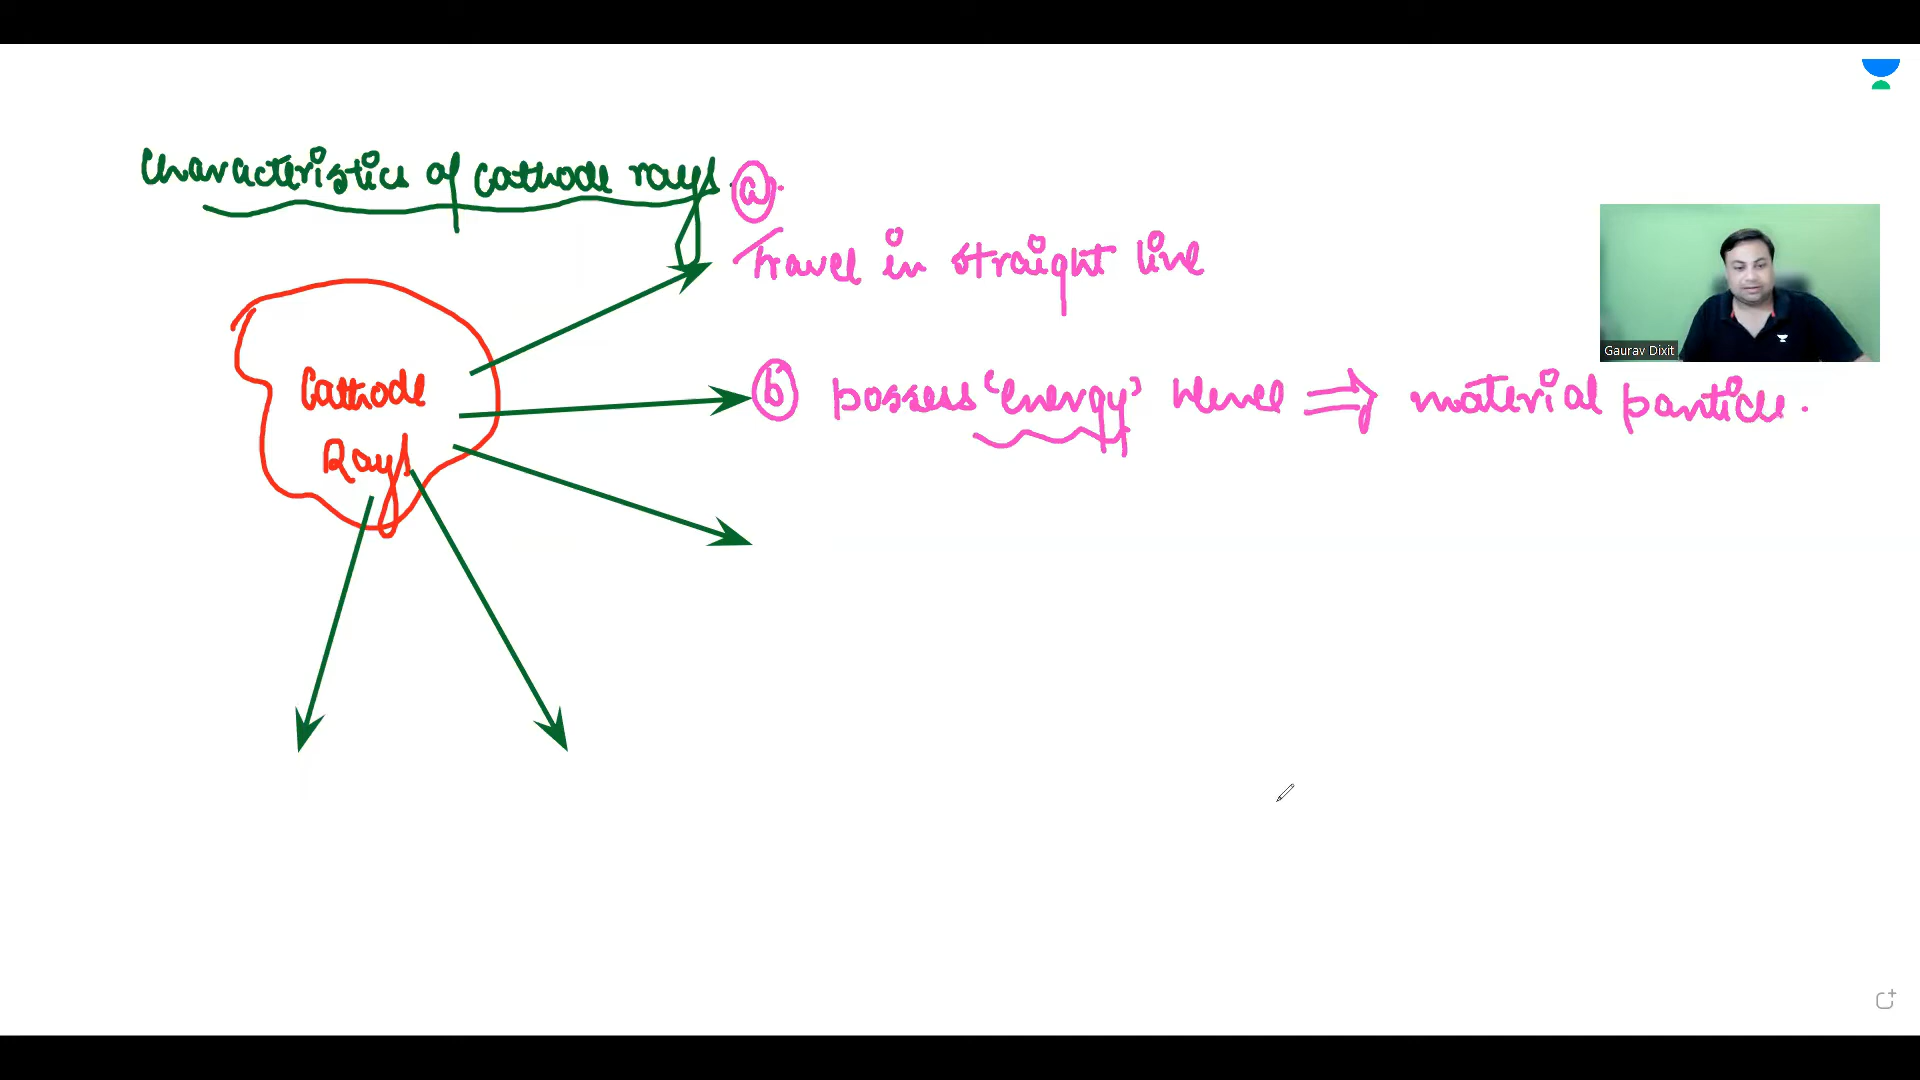 Characteristics of cathode rays.
(a).
Travel in straight line
Gaurav Dixit
Cathode
Rays
(b) possess 'energy' Hence ⇒ material particle.